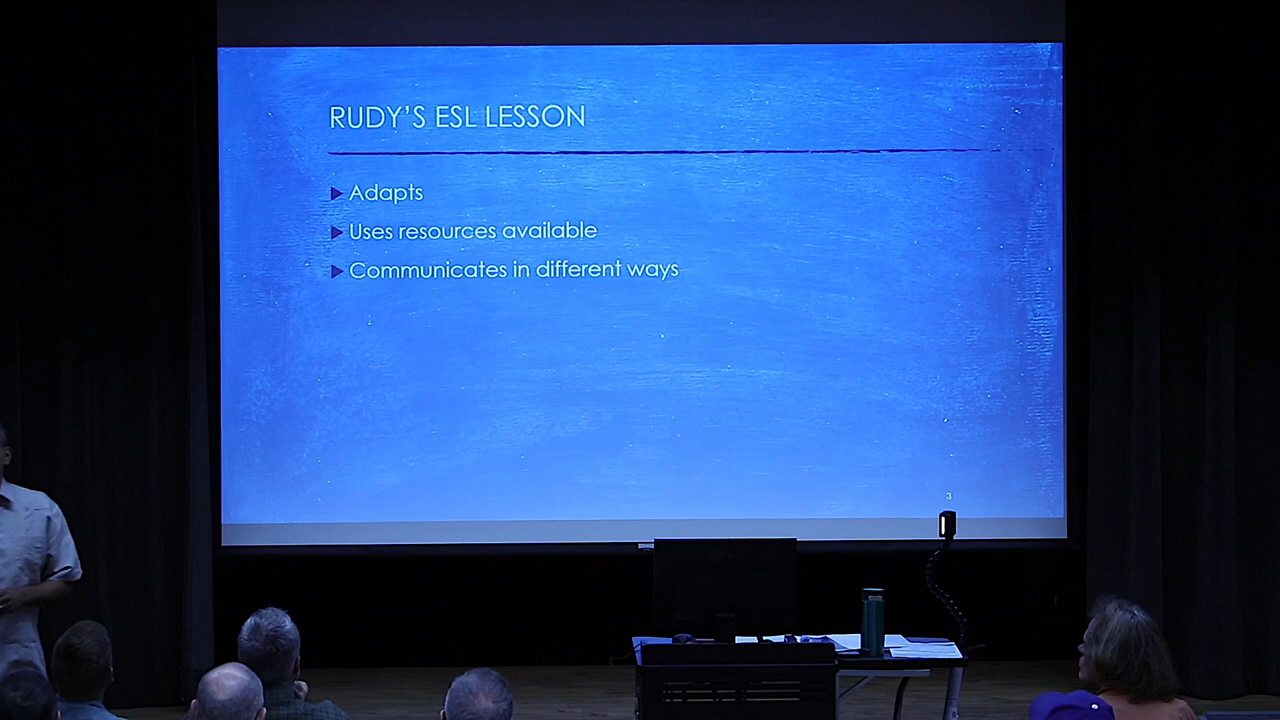 RUDY'S ESL LESSON
Adapts
Uses resources available
Communicates in different ways
3